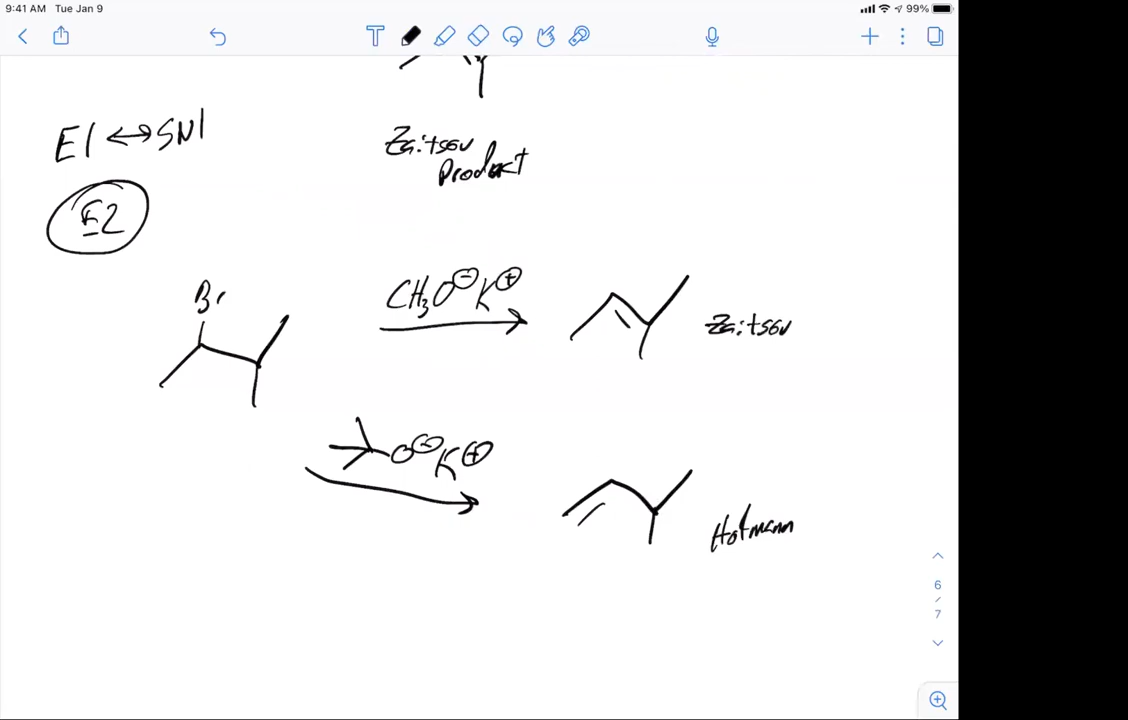 9:41 AM Tue Jan 9
99%
E1 ↔ SN1
Zaitsev
Product
E2
Br
CH₃O⊖K⊕
Zaitsev
O⊖K⊕
Hofmann
6
/
7